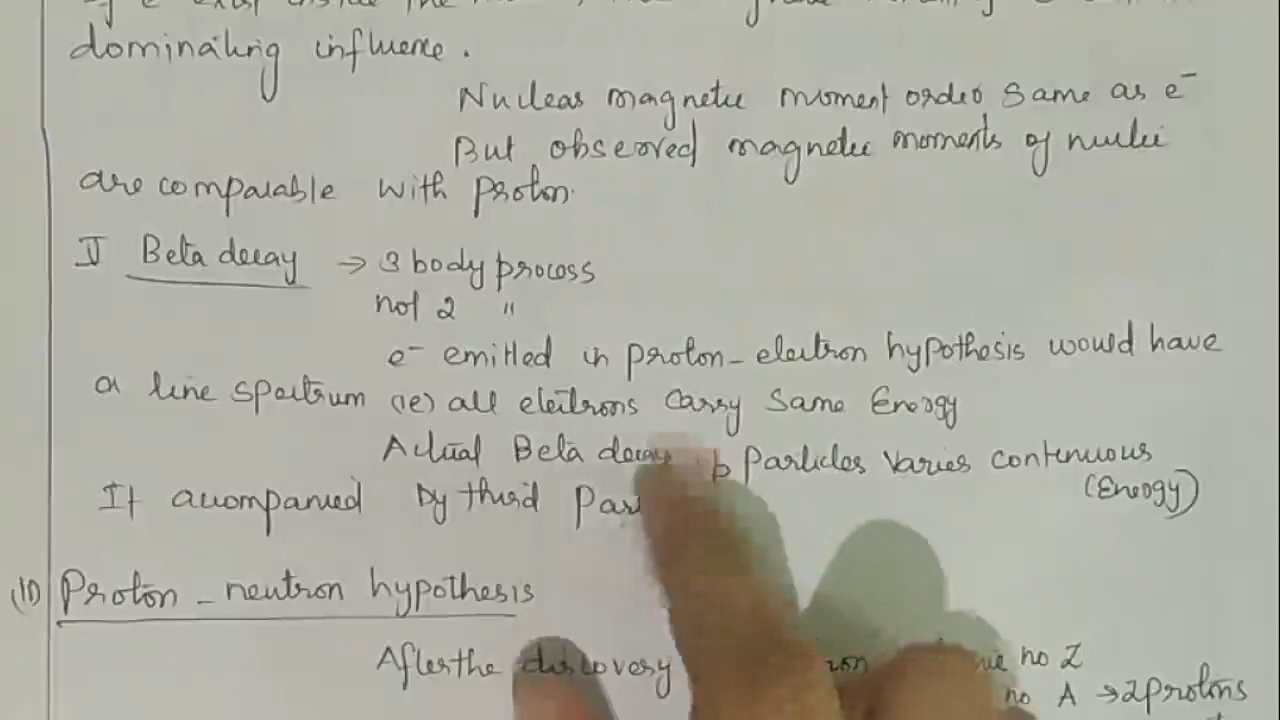 dominating influence.
Nuclear magnetic moment order same as e⁻
But observed magnetic moments of nuclei
are comparable with Proton.
V Beta decay → 3 body process
not 2 "
e⁻ emitted in proton-electron hypothesis would have
a line spectrum (ie) all electrons carry same Energy
Actual Beta decay b particles varies continuous
(Energy)
It accompanied by third Par
(II) Proton - neutron hypothesis
After the discovery no Z
no A → 2 protons